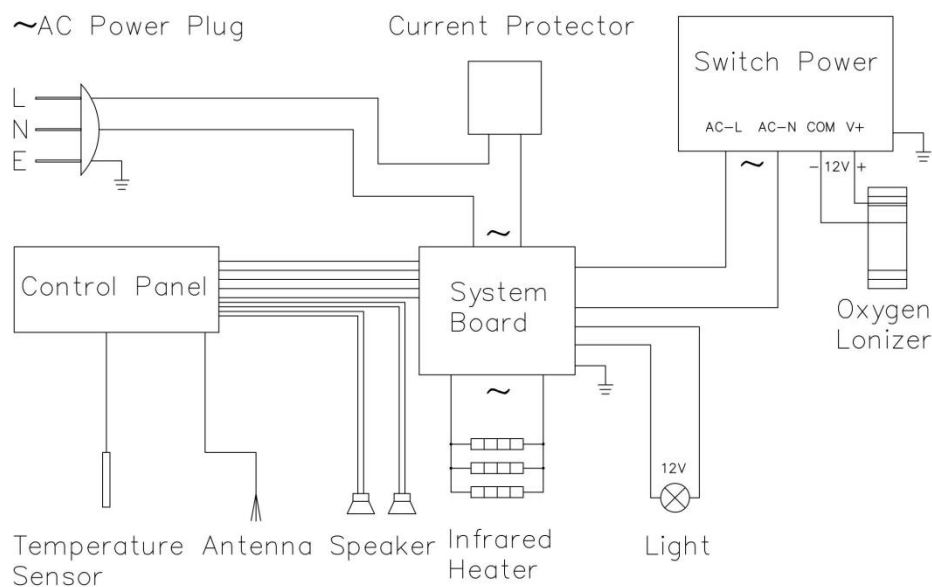 ~AC Power Plug
Current Protector
Switch Power
L
N
E
AC-L AC-N COM V+
~
- 12V +
~
Control Panel
System
Board
Oxygen
Lonizer
~
12V
Temperature
Sensor
Antenna
Speaker
Infrared
Heater
Light